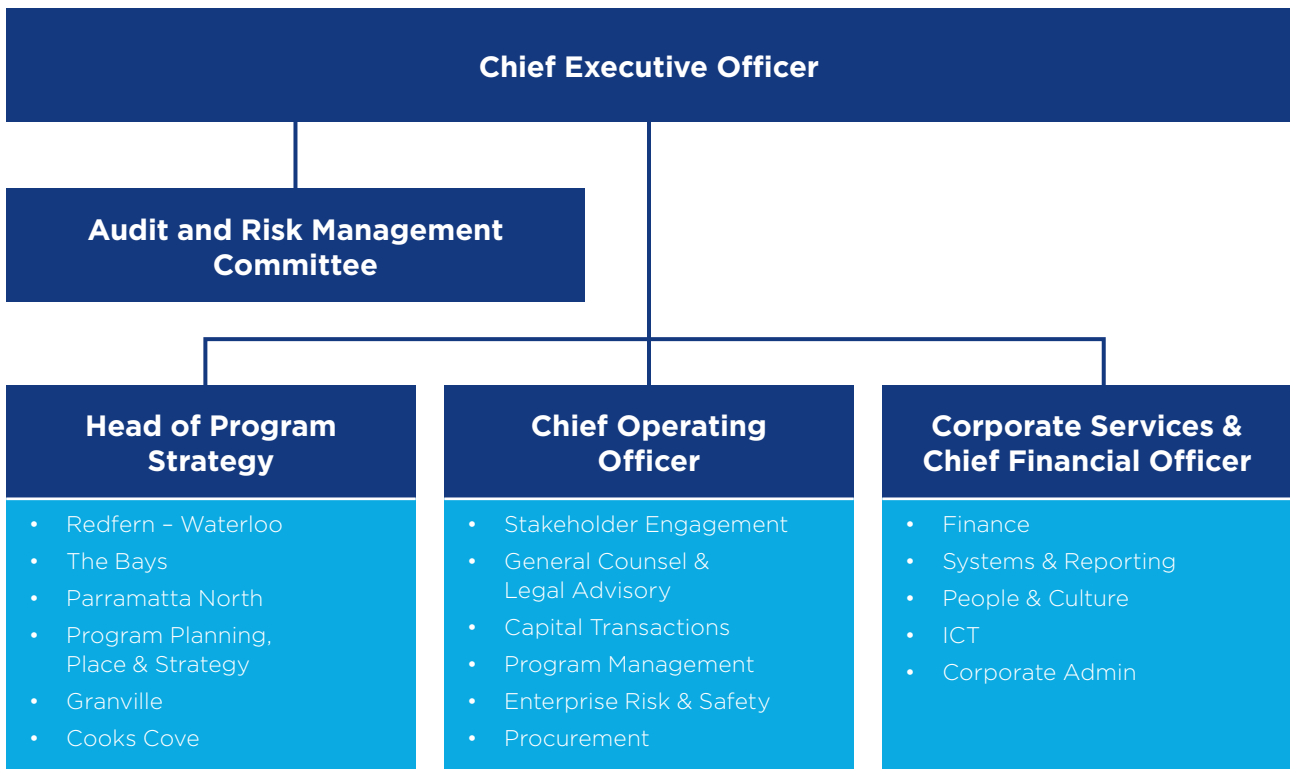 Chief Executive Officer
Audit and Risk Management
Committee
Head of Program
Strategy
• Redfern – Waterloo
• The Bays
• Parramatta North
• Program Planning,
Place & Strategy
• Granville
• Cooks Cove
Chief Operating
Officer
• Stakeholder Engagement
• General Counsel &
Legal Advisory
• Capital Transactions
• Program Management
• Enterprise Risk & Safety
• Procurement
Corporate Services &
Chief Financial Officer
• Finance
• Systems & Reporting
• People & Culture
• ICT
• Corporate Admin